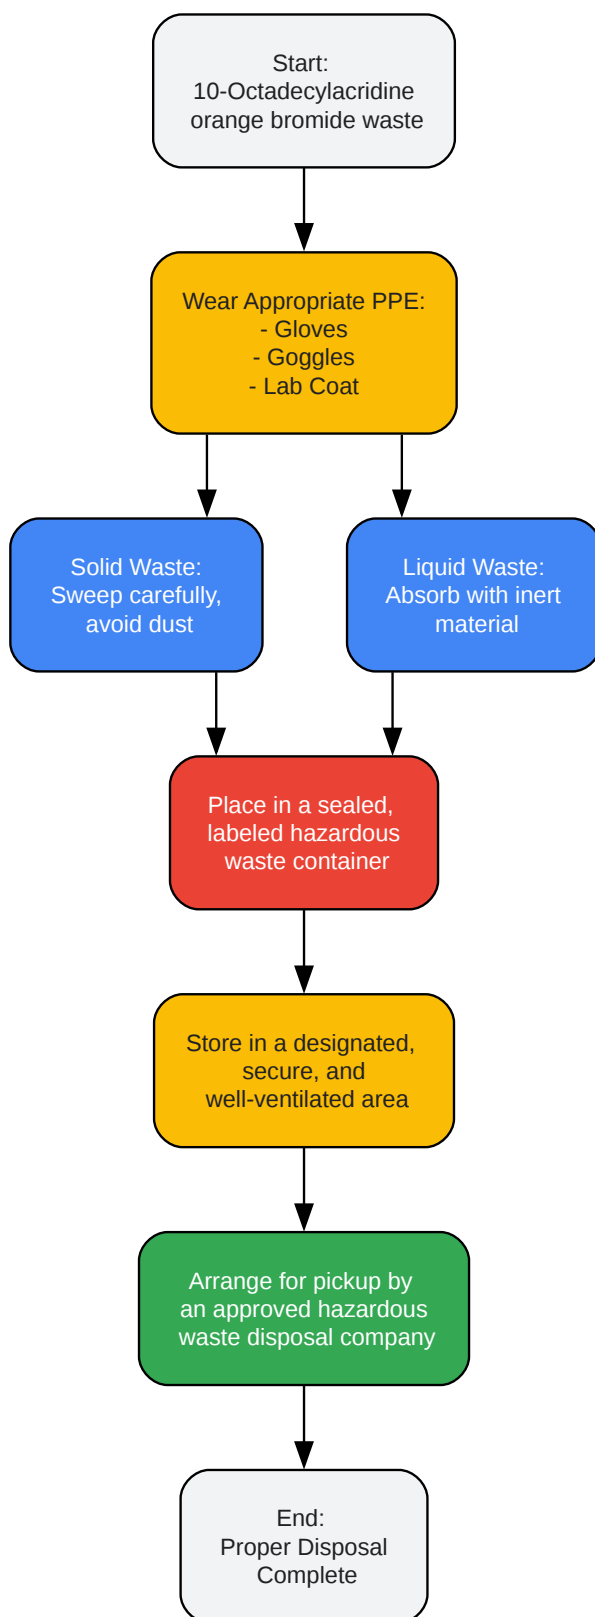 Start:
10-Octadecylacridine
orange bromide waste
Wear Appropriate PPE:
- Gloves
- Goggles
- Lab Coat
Solid Waste:
Sweep carefully,
avoid dust
Liquid Waste:
Absorb with inert
material
Place in a sealed,
labeled hazardous
waste container
Store in a designated,
secure, and
well-ventilated area
Arrange for pickup by
an approved hazardous
waste disposal company
End:
Proper Disposal
Complete